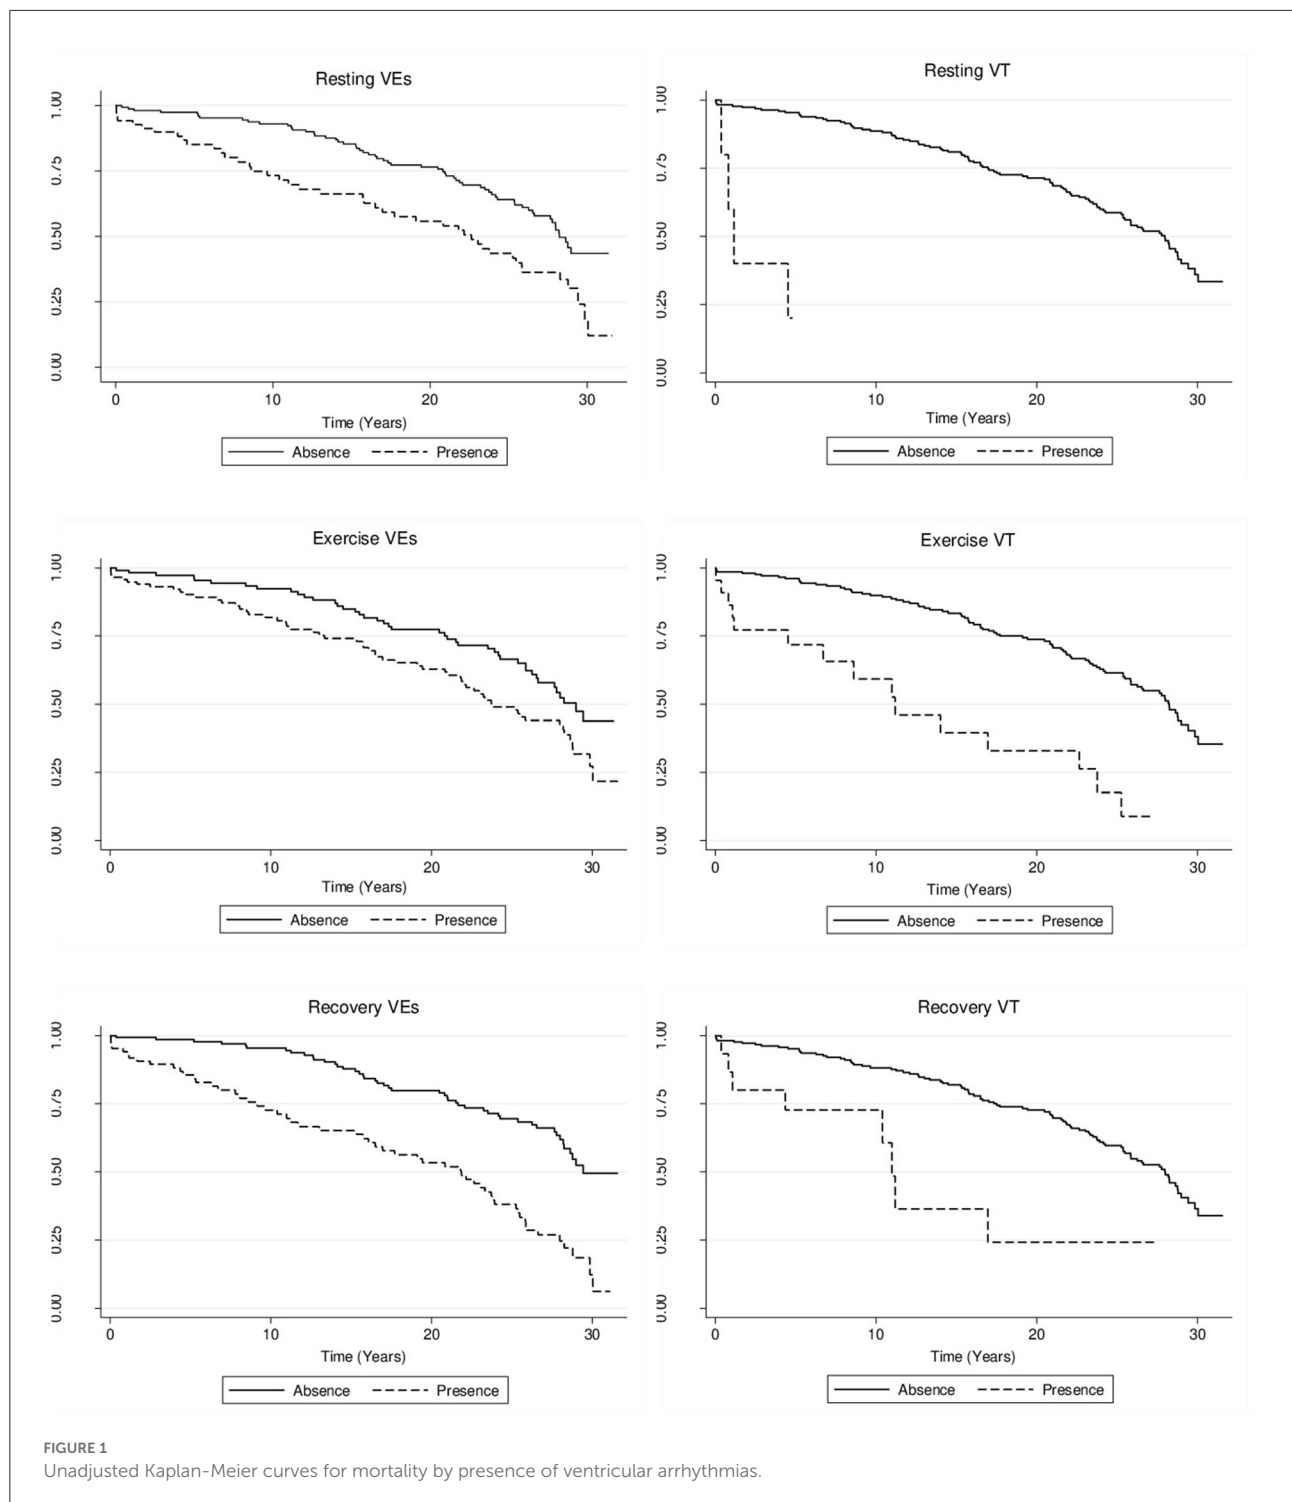 Resting VEs
1.00
0.75
0.50
0.25
0.00
0 10 20 30
Time (Years)
Absence Presence
Resting VT
1.00
0.75
0.50
0.25
0.00
0 10 20 30
Time (Years)
Absence Presence
Exercise VEs
1.00
0.75
0.50
0.25
0.00
0 10 20 30
Time (Years)
Absence Presence
Exercise VT
1.00
0.75
0.50
0.25
0.00
0 10 20 30
Time (Years)
Absence Presence
Recovery VEs
1.00
0.75
0.50
0.25
0.00
0 10 20 30
Time (Years)
Absence Presence
Recovery VT
1.00
0.75
0.50
0.25
0.00
0 10 20 30
Time (Years)
Absence Presence
FIGURE 1
Unadjusted Kaplan-Meier curves for mortality by presence of ventricular arrhythmias.